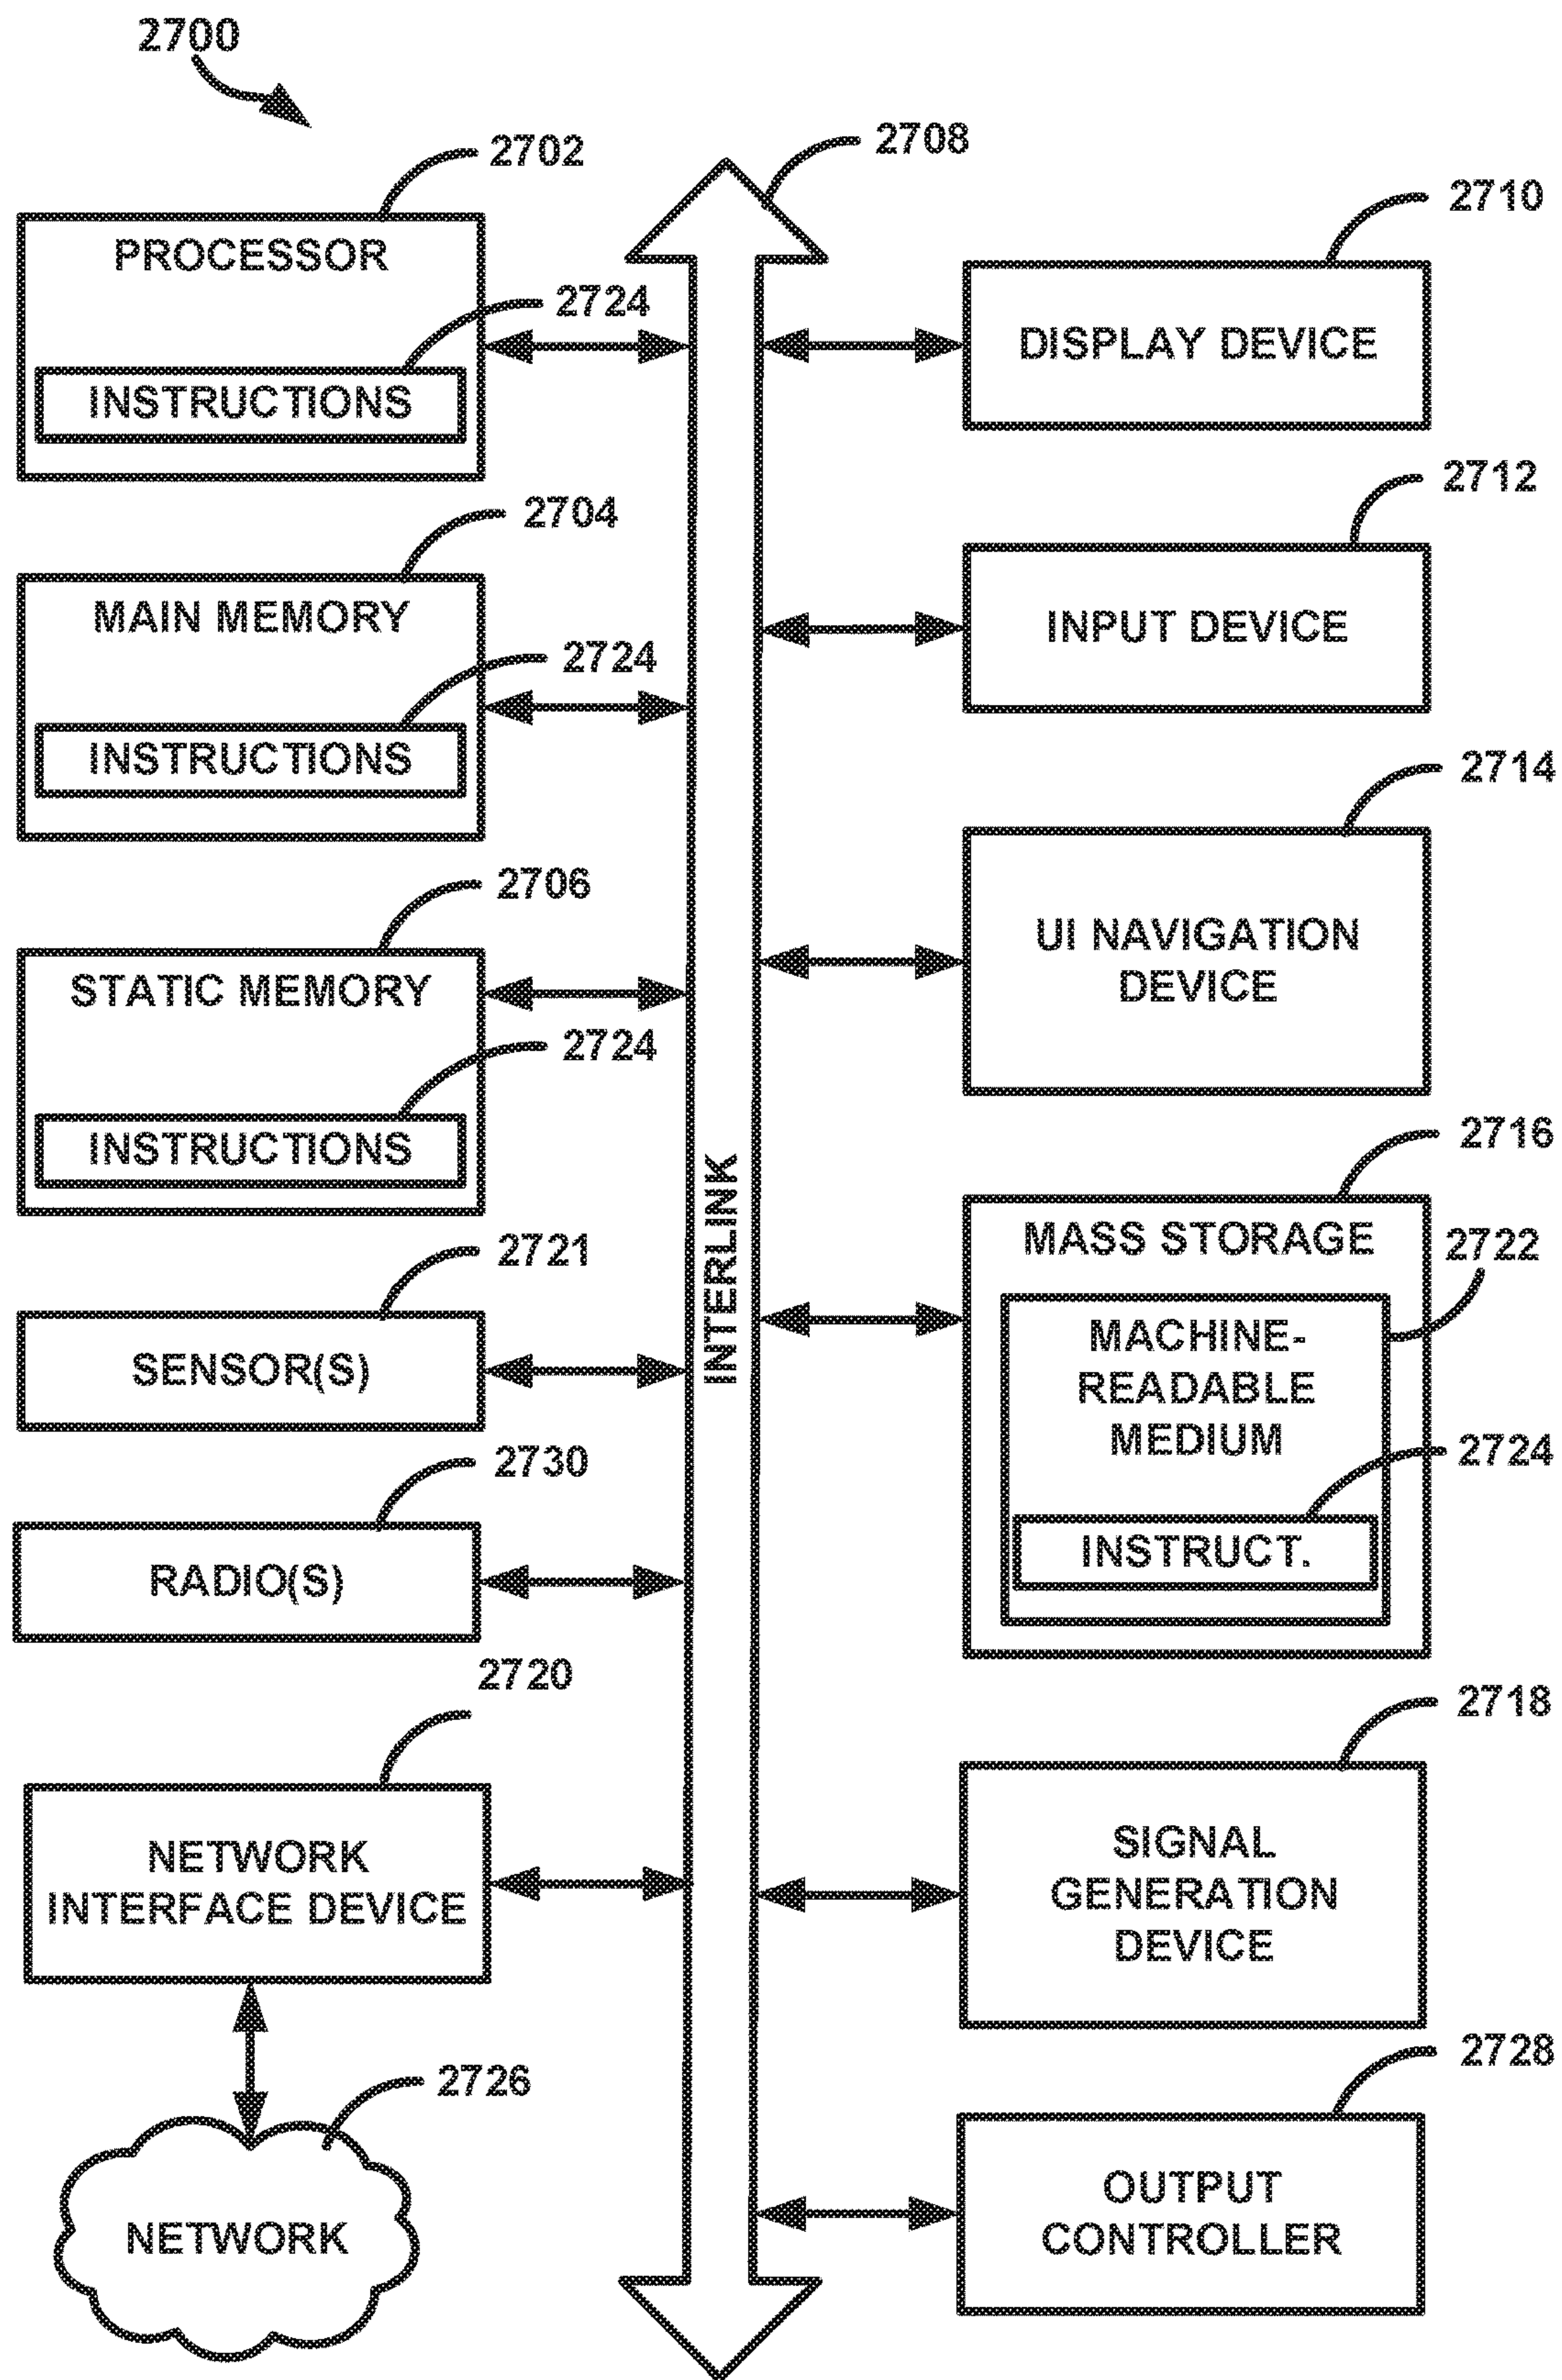 2700
2702
PROCESSOR
2724
INSTRUCTIONS
2704
MAIN MEMORY
2724
INSTRUCTIONS
2706
STATIC MEMORY
2724
INSTRUCTIONS
2721
SENSOR(S)
2730
RADIO(S)
2720
NETWORK
INTERFACE DEVICE
2726
NETWORK
2708
INTERLINK
2710
DISPLAY DEVICE
2712
INPUT DEVICE
2714
UI NAVIGATION
DEVICE
2716
MASS STORAGE
2722
MACHINE-
READABLE
MEDIUM
2724
INSTRUCT.
2718
SIGNAL
GENERATION
DEVICE
2728
OUTPUT
CONTROLLER